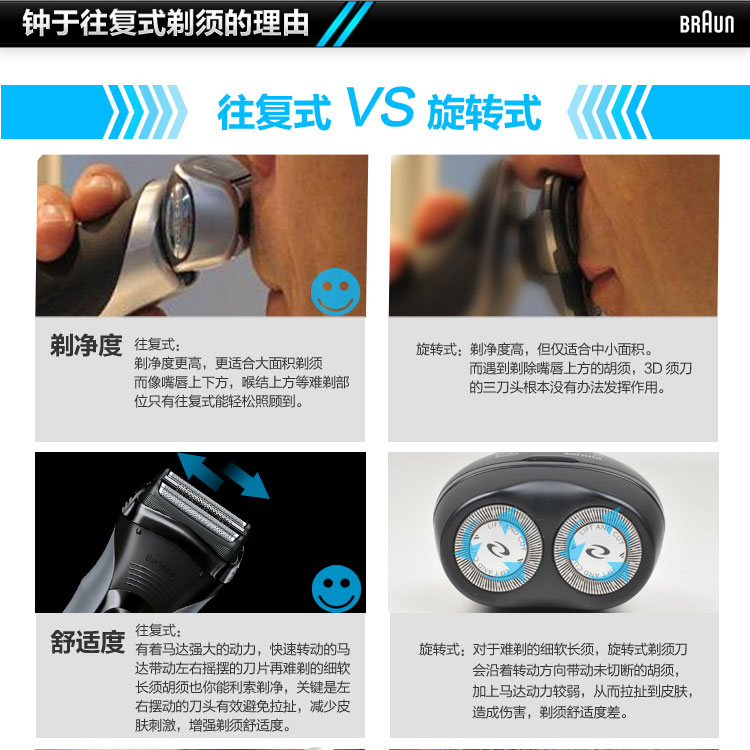 钟于往复式剃须的理由
BRAUN
往复式 VS 旋转式
剃净度
往复式：
剃净度更高，更适合大面积剃须
而像嘴唇上下方，喉结上方等难剃部
位只有往复式能轻松照顾到。
旋转式：剃净度高，但仅适合中小面积。
而遇到剃除嘴唇上方的胡须，3D 须刀
的三刀头根本没有办法发挥作用。
series 3
LIFT AND CUT
LIFT AND CUT
舒适度
往复式：
有着马达强大的动力，快速转动的马
达带动左右摇摆的刀片再难剃的细软
长须胡须也你能利索剃净，关键是左
右摆动的刀头有效避免拉扯，减少皮
肤刺激，增强剃须舒适度。
旋转式：对于难剃的细软长须，旋转式剃须刀
会沿着转动方向带动未切断的胡须，
加上马达动力较弱，从而拉扯到皮肤，
造成伤害，剃须舒适度差。